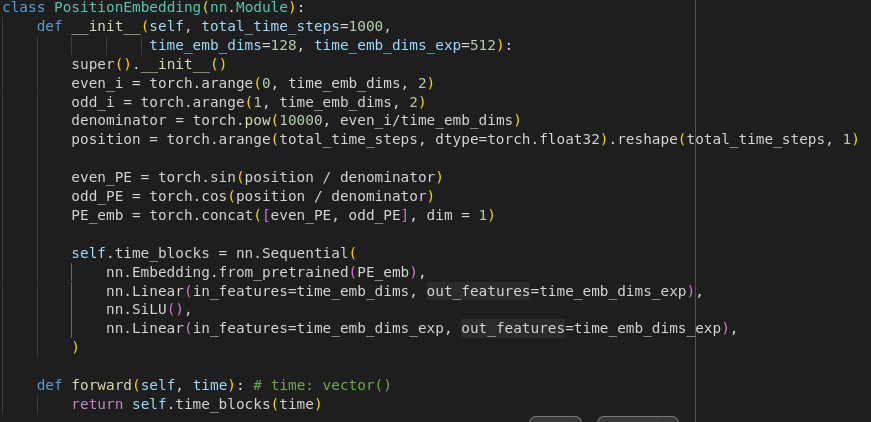 class PositionEmbedding(nn.Module):
    def __init__(self, total_time_steps=1000,
                 time_emb_dims=128, time_emb_dims_exp=512):
        super().__init__()
        even_i = torch.arange(0, time_emb_dims, 2)
        odd_i = torch.arange(1, time_emb_dims, 2)
        denominator = torch.pow(10000, even_i/time_emb_dims)
        position = torch.arange(total_time_steps, dtype=torch.float32).reshape(total_time_steps, 1)

        even_PE = torch.sin(position / denominator)
        odd_PE = torch.cos(position / denominator)
        PE_emb = torch.concat([even_PE, odd_PE], dim = 1)

        self.time_blocks = nn.Sequential(
            nn.Embedding.from_pretrained(PE_emb),
            nn.Linear(in_features=time_emb_dims, out_features=time_emb_dims_exp),
            nn.SiLU(),
            nn.Linear(in_features=time_emb_dims_exp, out_features=time_emb_dims_exp),
        )

    def forward(self, time): # time: vector()
        return self.time_blocks(time)